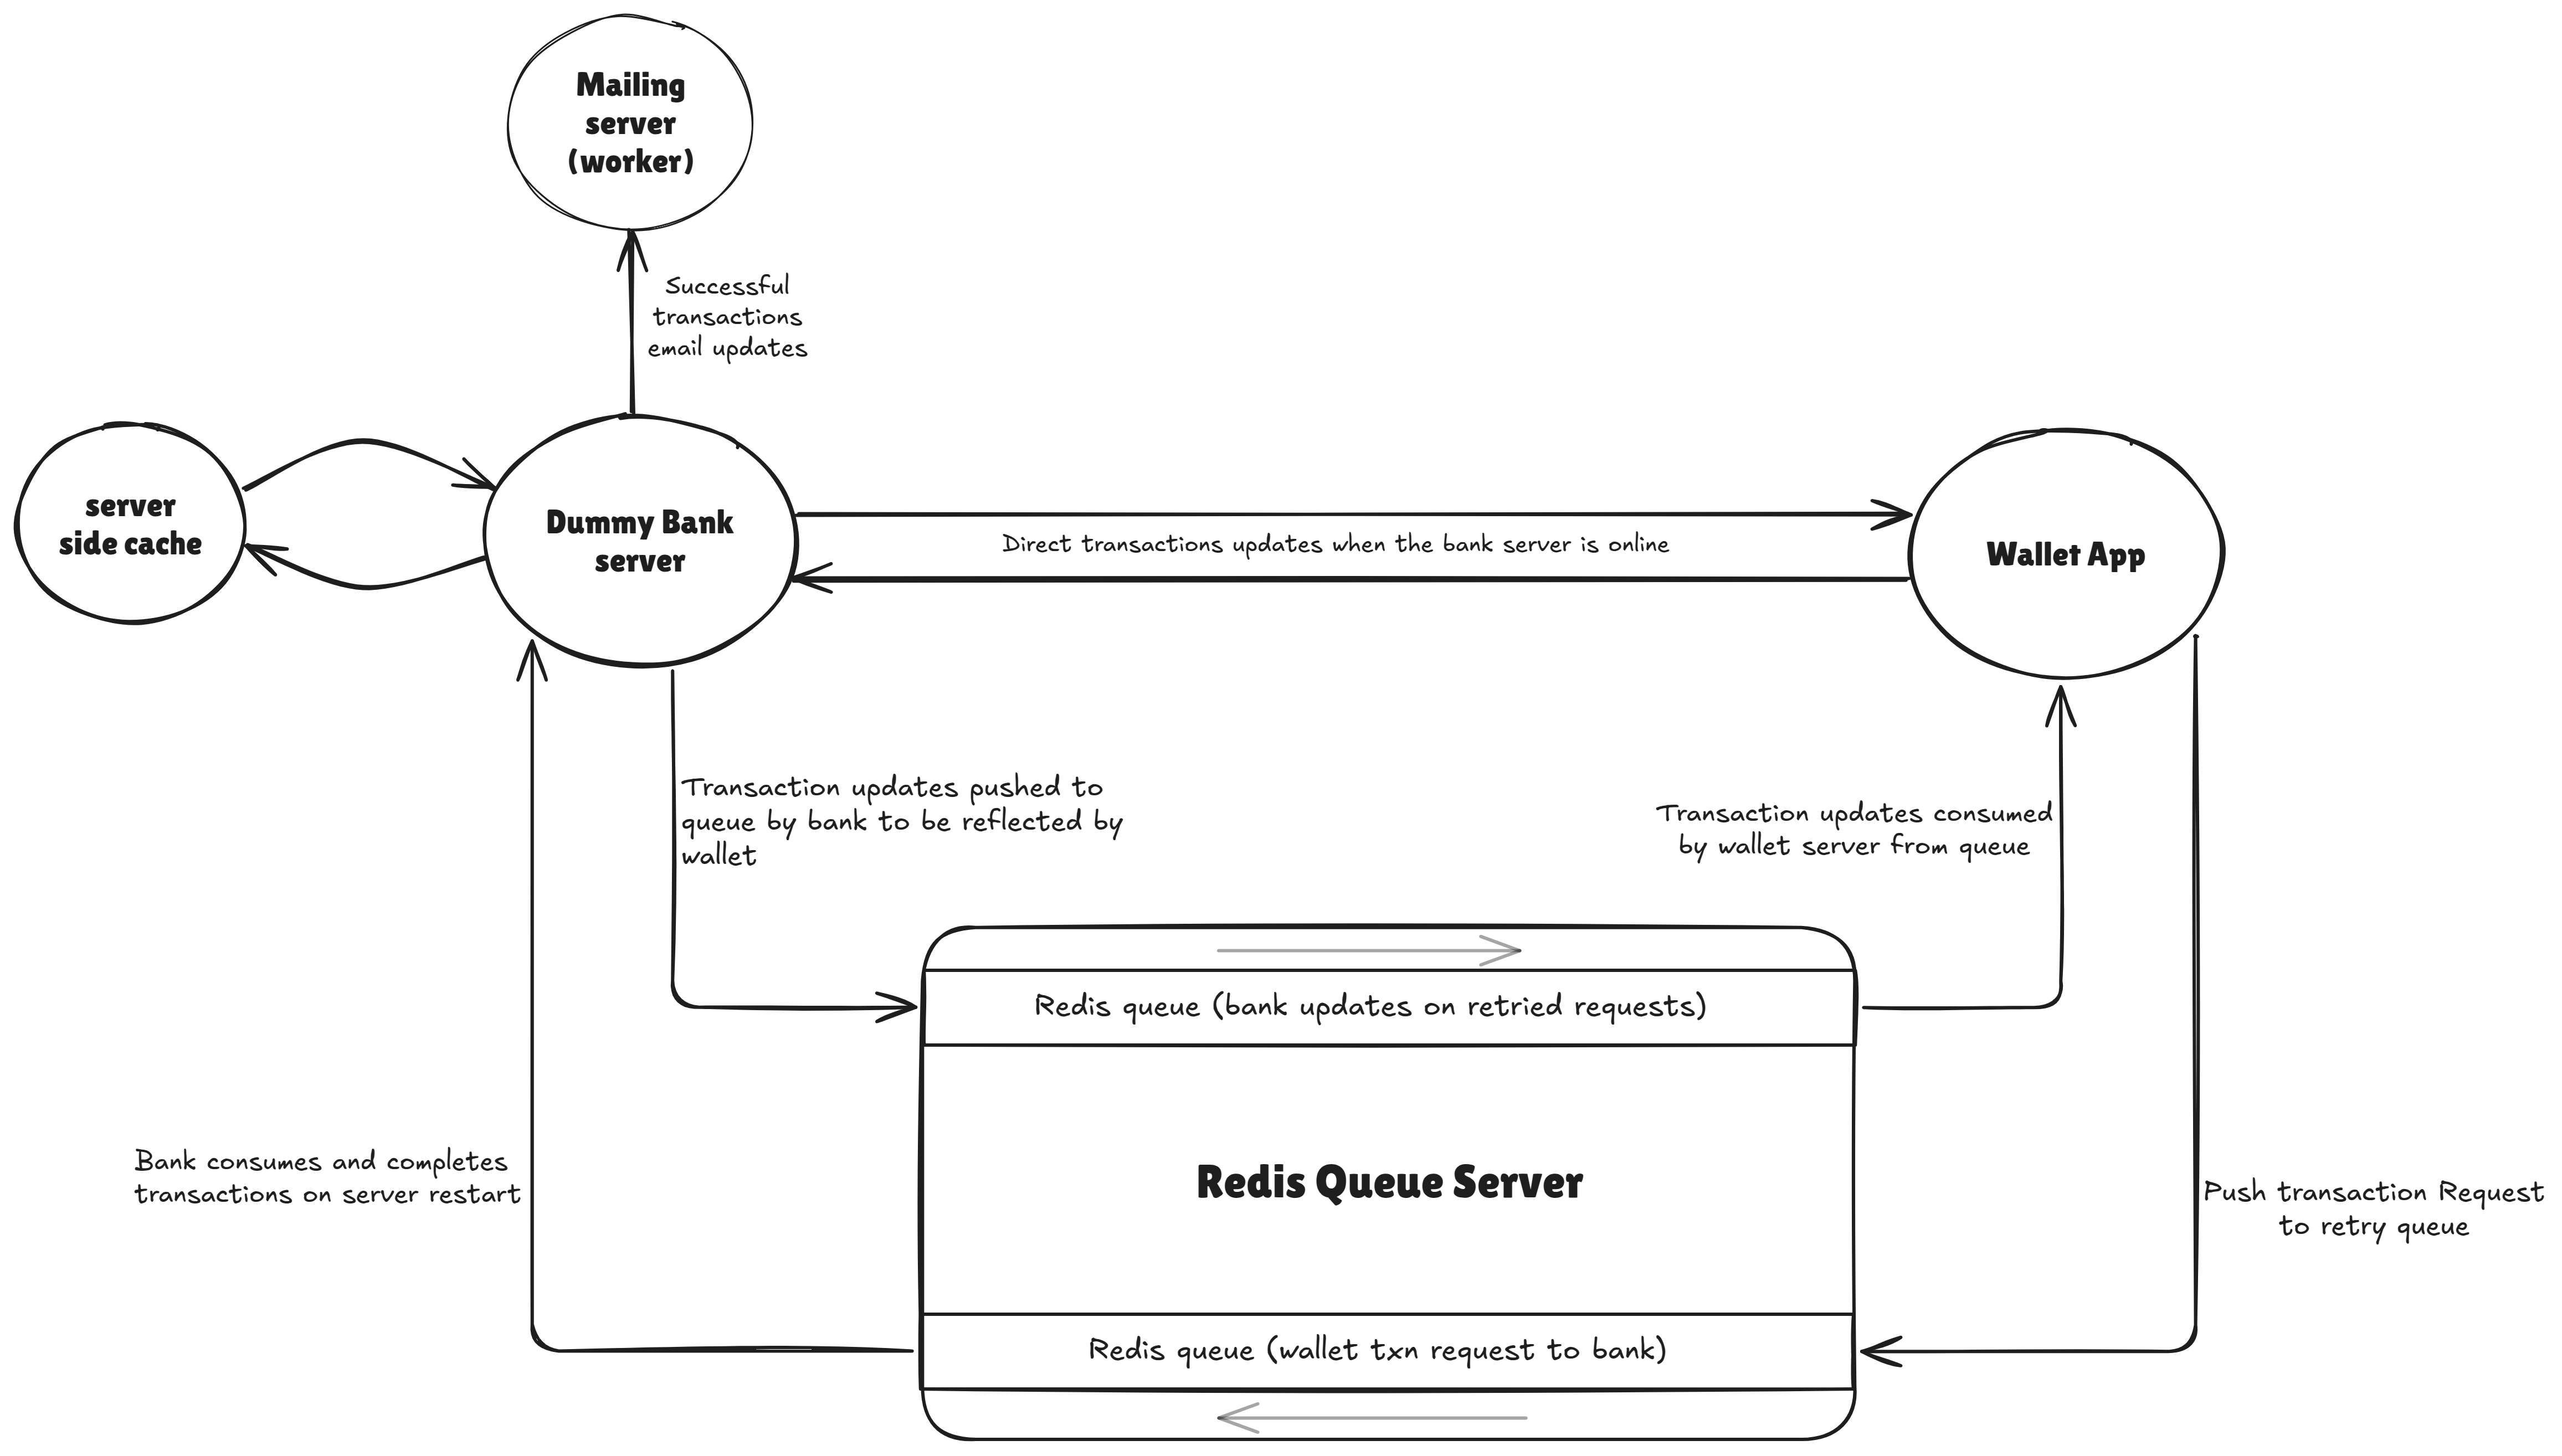 Mailing
server
(worker)
Successful
transactions
email updates
server
side cache
Dummy Bank
server
Direct transactions updates when the bank server is online
Wallet App
Transaction updates pushed to
queue by bank to be reflected by
wallet
Transaction updates consumed
by wallet server from queue
Redis queue (bank updates on retried requests)
Bank consumes and completes
transactions on server restart
Redis Queue Server
Push transaction Request
to retry queue
Redis queue (wallet txn request to bank)